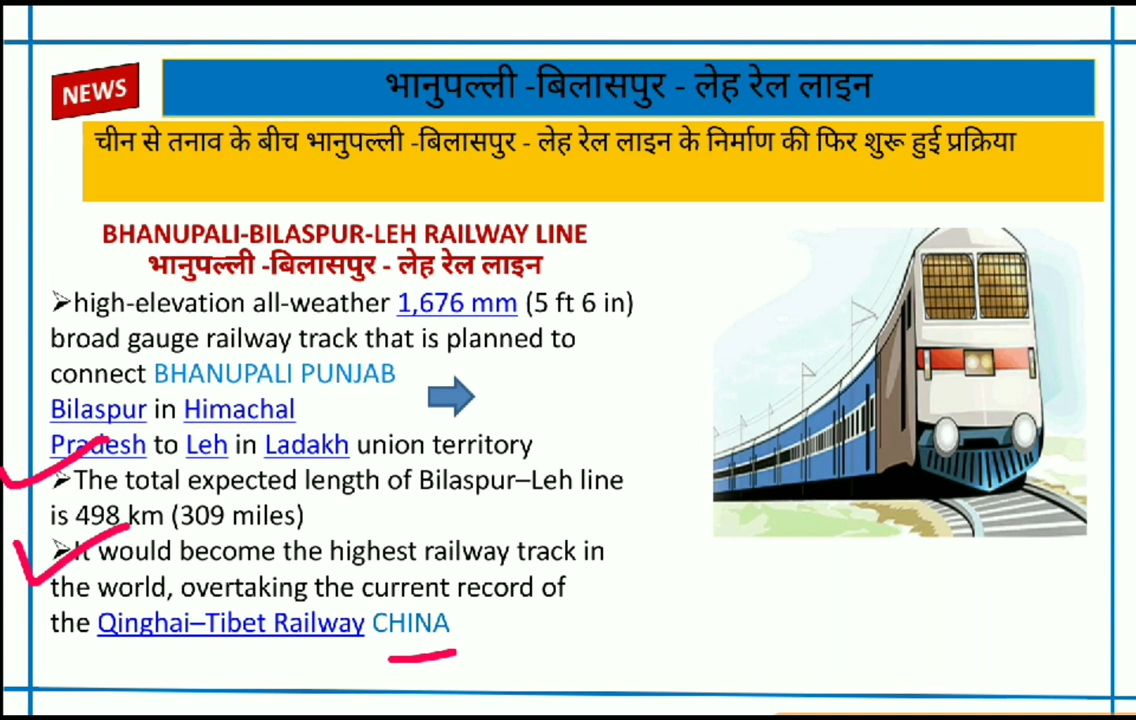 NEWS
भानुपल्ली -बिलासपुर - लेह रेल लाइन
चीन से तनाव के बीच भानुपल्ली -बिलासपुर - लेह रेल लाइन के निर्माण की फिर शुरू हुई प्रक्रिया
BHANUPALI-BILASPUR-LEH RAILWAY LINE
भानुपल्ली -बिलासपुर - लेह रेल लाइन
➢high-elevation all-weather 1,676 mm (5 ft 6 in)
broad gauge railway track that is planned to
connect BHANUPALI PUNJAB
Bilaspur in Himachal
Pradesh to Leh in Ladakh union territory
➢The total expected length of Bilaspur–Leh line
is 498 km (309 miles)
➢It would become the highest railway track in
the world, overtaking the current record of
the Qinghai–Tibet Railway CHINA